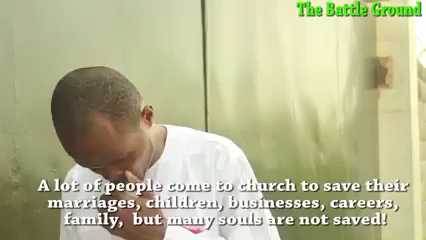 The Battle Ground
A lot of people come to church to save their
marriages, children, businesses, careers,
family, but many souls are not saved!